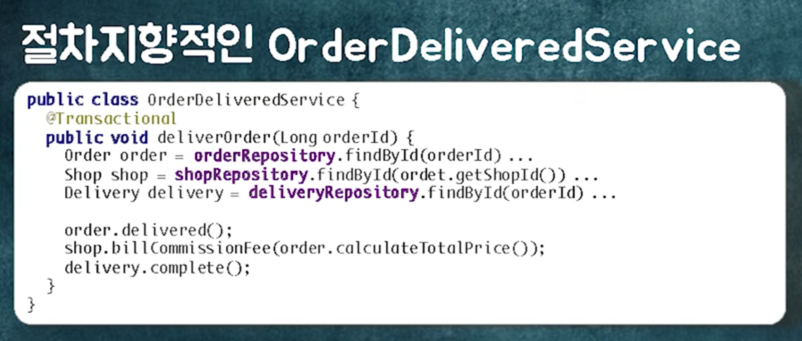 절차지향적인 OrderDeliveredService
public class OrderDeliveredService {
@Transactional
public void deliverOrder(Long orderId) {
Order order = orderRepository.findById(orderId) ...
Shop shop = shopRepository.findById(ordet.getShopId()) ...
Delivery delivery = deliveryRepository.findById(orderId) ...
order.delivered();
shop.billCommissionFee(order.calculateTotalPrice());
delivery.complete();
}
}